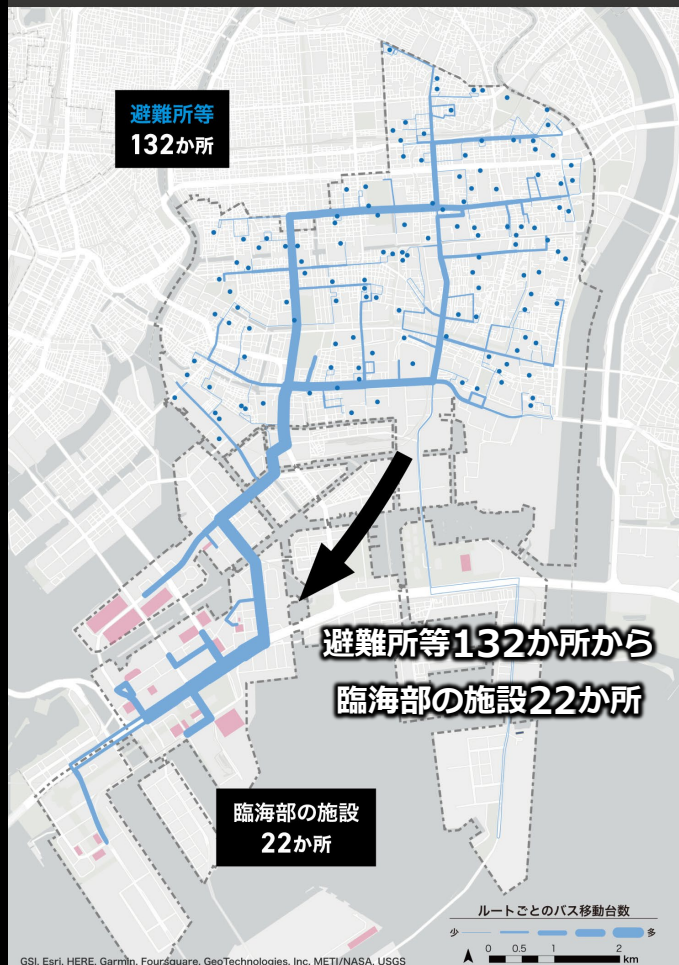 避難所等
132か所
避難所等132か所から
臨海部の施設22か所
臨海部の施設
22か所
ルートごとのバス移動台数
少 多
0 0.5 1 2
km
GSI, Esri, HERE, Garmin, Foursquare, GeoTechnologies, Inc, METI/NASA, USGS